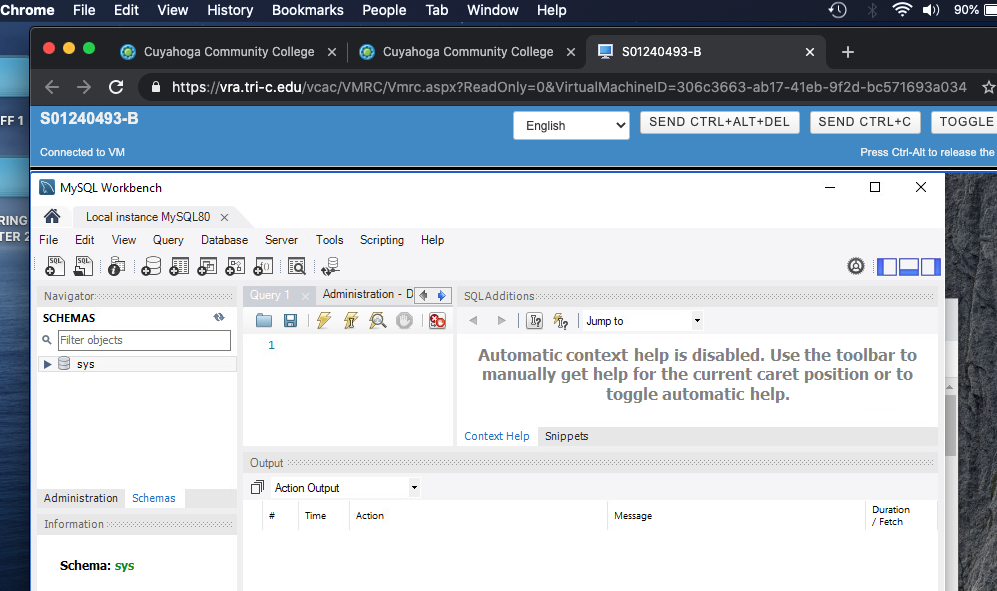 Chrome File Edit View History Bookmarks People Tab Window Help 90%
Cuyahoga Community College Cuyahoga Community College S01240493-B
https://vra.tri-c.edu/vcac/VMRC/Vmrc.aspx?ReadOnly=0&VirtualMachineID=306c3663-ab17-41eb-9f2d-bc571693a034
FF 1
S01240493-B
English SEND CTRL+ALT+DEL SEND CTRL+C TOGGLE
Connected to VM Press Ctrl-Alt to release the
MySQL Workbench
RING
TER 2
Local instance MySQL80
File Edit View Query Database Server Tools Scripting Help
Navigator
Query 1 Administration - D
SQLAdditions
SCHEMAS
Filter objects
sys
1
Jump to
Automatic context help is disabled. Use the toolbar to
manually get help for the current caret position or to
toggle automatic help.
Context Help Snippets
Output
Action Output
# Time Action Message Duration
/ Fetch
Administration Schemas
Information
Schema: sys